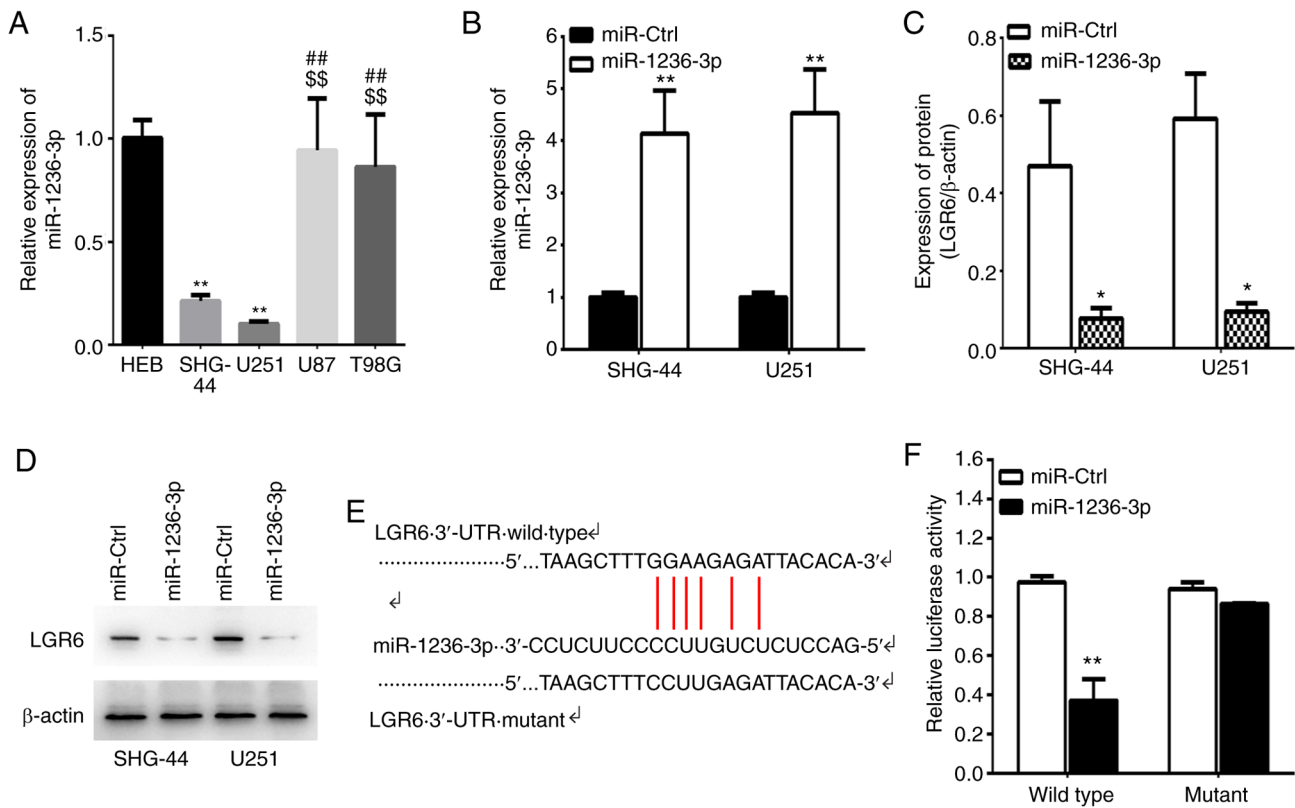 A
Relative expression of
miR-1236-3p
1.5
1.0
0.5
0.0
**
**
##
$$
##
$$
HEB
SHG-
44
U251
U87
T98G
B
Relative expression of
miR-1236-3p
miR-Ctrl
miR-1236-3p
6
5
4
3
2
1
0
**
**
SHG-44
U251
C
Expression of protein
(LGR6/β-actin)
miR-Ctrl
miR-1236-3p
0.8
0.6
0.4
0.2
0.0
*
*
SHG-44
U251
D
miR-Ctrl
miR-1236-3p
miR-Ctrl
miR-1236-3p
LGR6
β-actin
SHG-44
U251
E
LGR6·3′-UTR·wild·type↲
······················5′...TAAGCTTTGGAAGAGATTACACA-3′↲
↲
miR-1236-3p··3′-CCUCUUCCCCUUGUCUCUCCAG-5′↲
······················5′...TAAGCTTTCCUUGAGATTACACA-3′↲
LGR6·3′-UTR·mutant↲
F
Relative luciferase activity
miR-Ctrl
miR-1236-3p
1.6
1.4
1.2
1.0
0.8
0.6
0.4
0.2
0.0
**
Wild type
Mutant